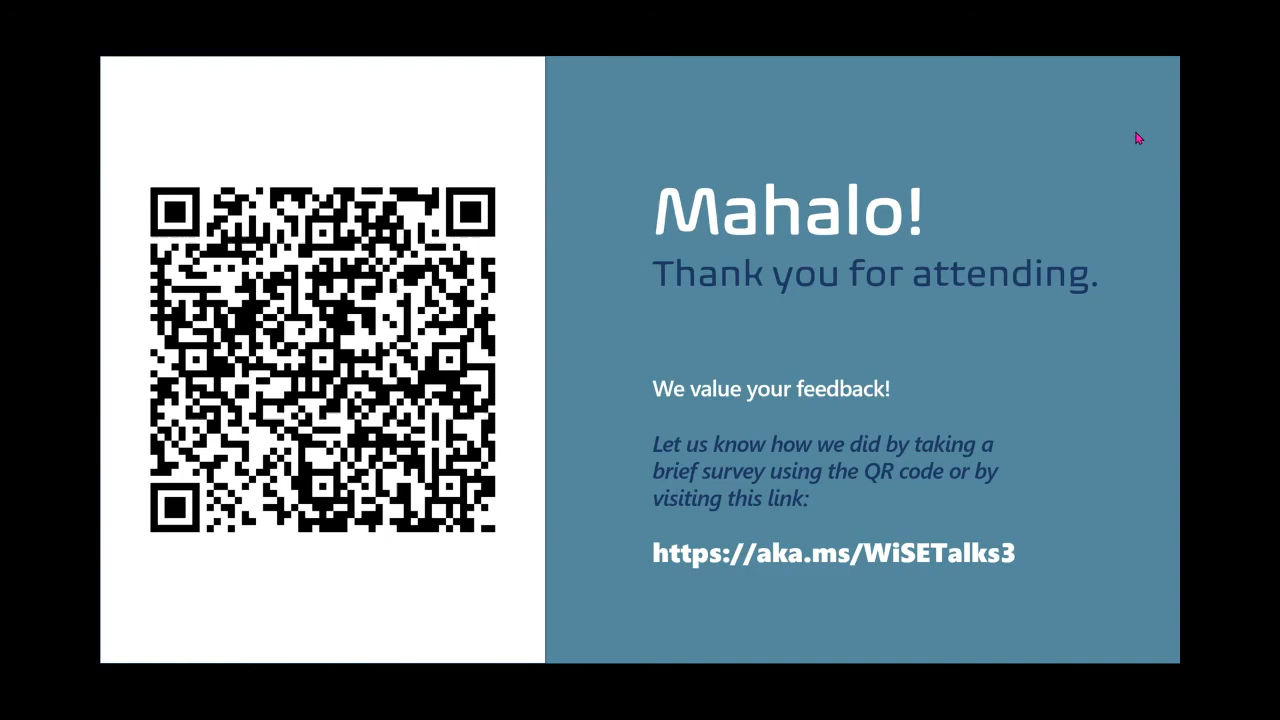 Mahalo!
Thank you for attending.
We value your feedback!
Let us know how we did by taking a
brief survey using the QR code or by
visiting this link:
https://aka.ms/WiSETalks3